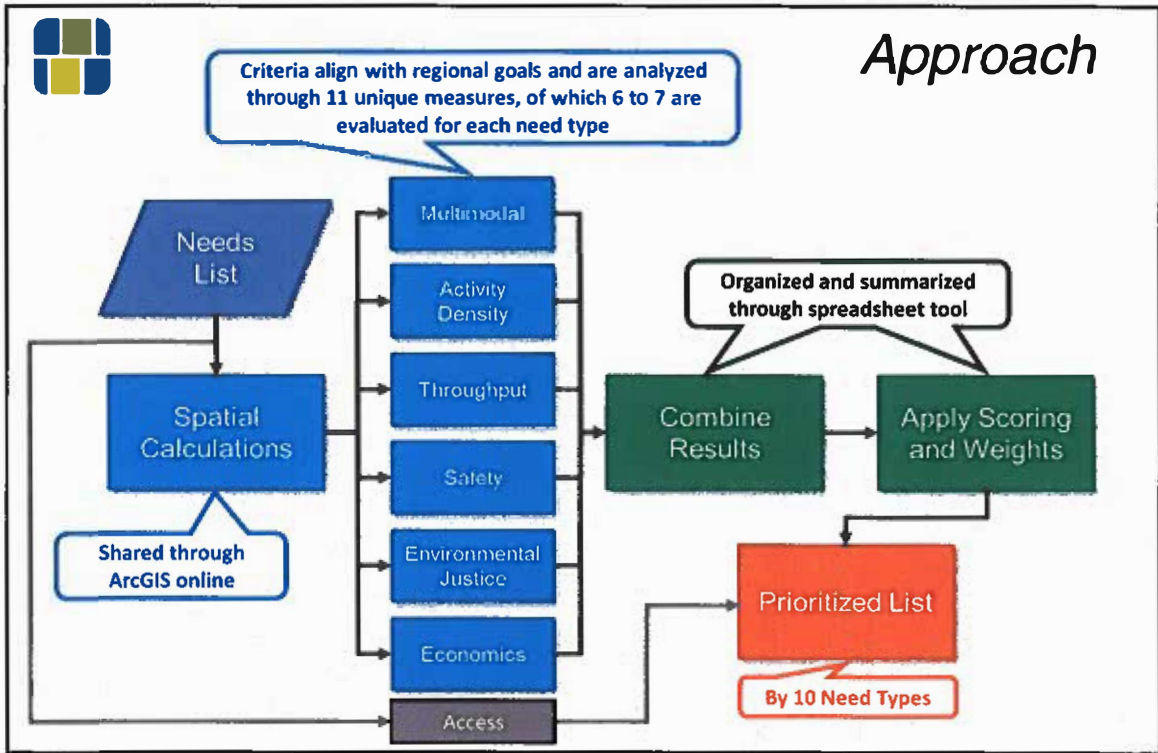 Approach
Criteria align with regional goals and are analyzed
through 11 unique measures, of which 6 to 7 are
evaluated for each need type
Needs
List
Multimodal
Activity
Density
Throughput
Safety
Environmental
Justice
Economics
Access
Spatial
Calculations
Shared through
ArcGIS online
Organized and summarized
through spreadsheet tool
Combine
Results
Apply Scoring
and Weights
Prioritized List
By 10 Need Types